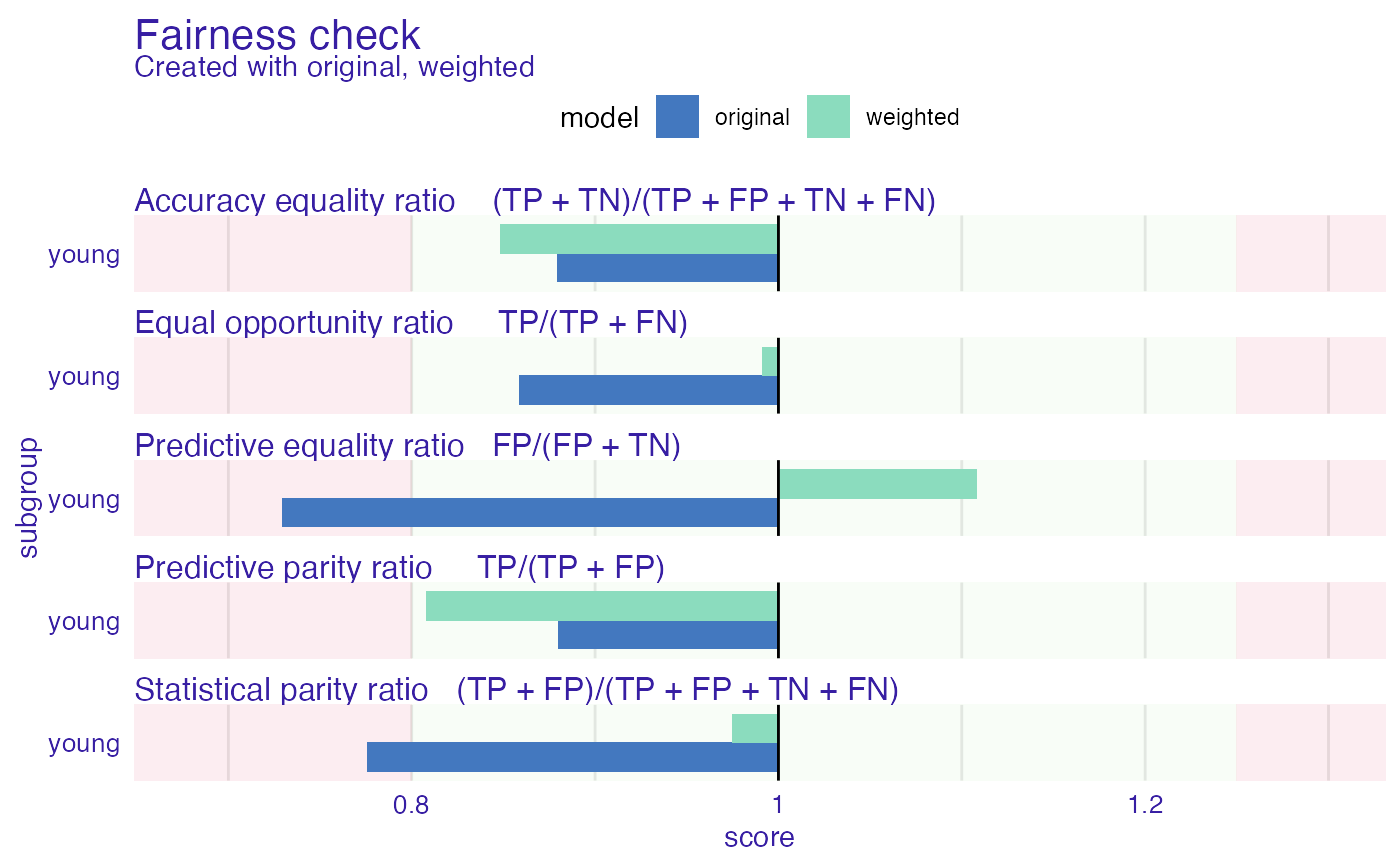 Fairness check
Created with original, weighted
model original weighted
Accuracy equality ratio (TP + TN)/(TP + FP + TN + FN)
young
Equal opportunity ratio TP/(TP + FN)
young
Predictive equality ratio FP/(FP + TN)
young
Predictive parity ratio TP/(TP + FP)
young
Statistical parity ratio (TP + FP)/(TP + FP + TN + FN)
young
subgroup
0.8 1 1.2
score